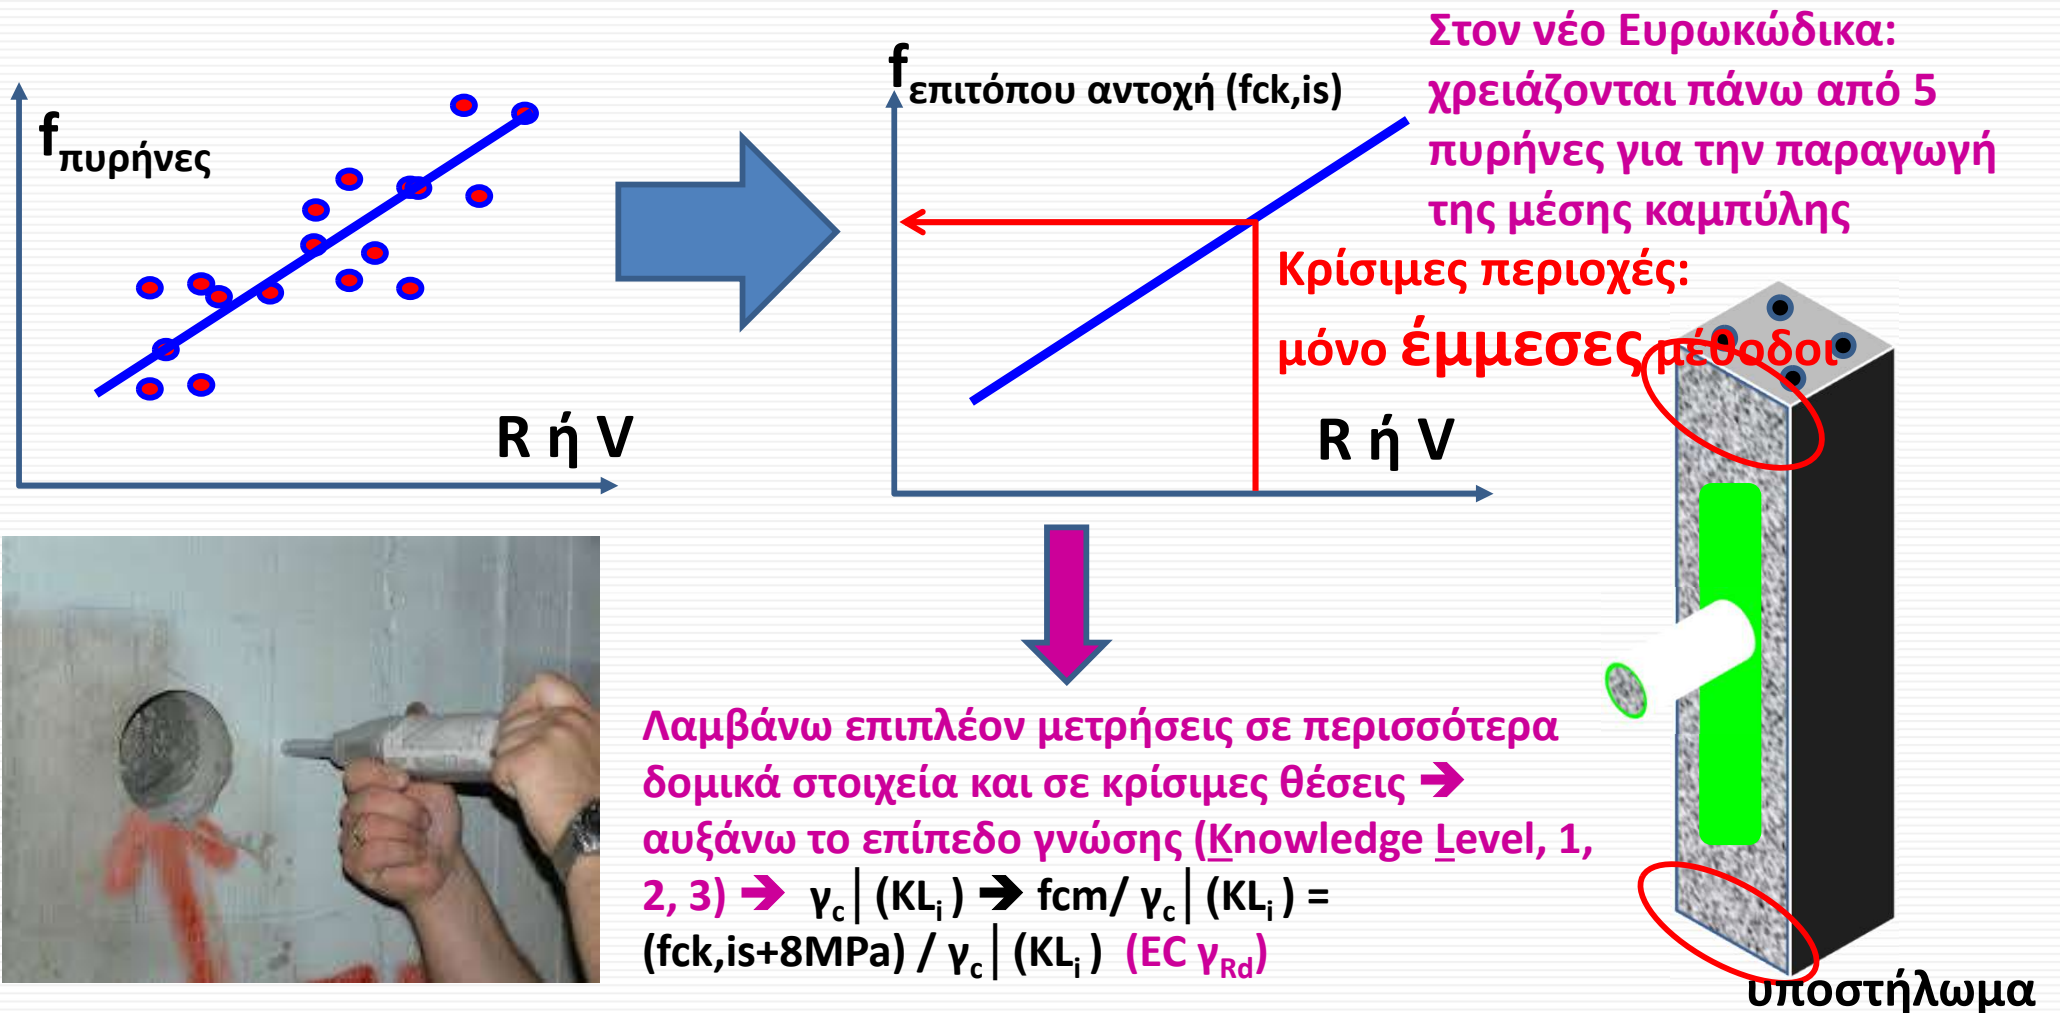 fπυρήνες
R ή V
fεπιτόπου αντοχή (fck,is)
R ή V
Στον νέο Ευρωκώδικα:
χρειάζονται πάνω από 5
πυρήνες για την παραγωγή
της μέσης καμπύλης
Κρίσιμες περιοχές:
μόνο έμμεσες μέθοδοι
Λαμβάνω επιπλέον μετρήσεις σε περισσότερα
δομικά στοιχεία και σε κρίσιμες θέσεις ➔
αυξάνω το επίπεδο γνώσης (Knowledge Level, 1,
2, 3) ➔ γc│(KLi) ➔ fcm/ γc│(KLi) =
(fck,is+8MPa) / γc│(KLi) (EC γRd)
υποστήλωμα